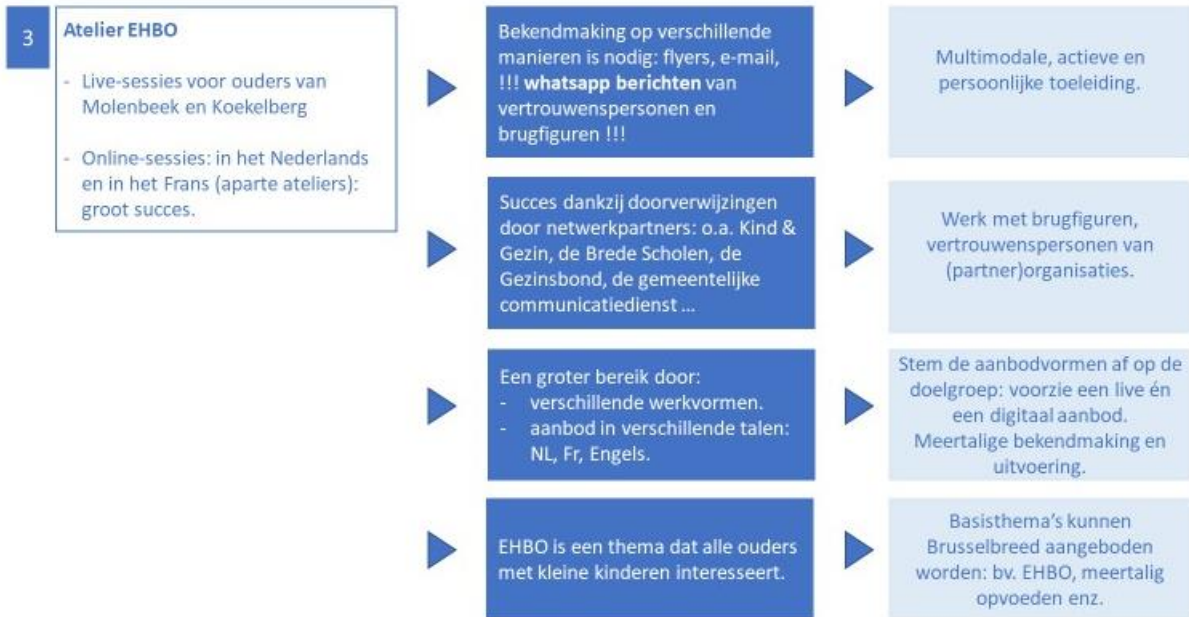 3
Atelier EHBO
- Live-sessies voor ouders van
Molenbeek en Koekelberg
- Online-sessies: in het Nederlands
en in het Frans (aparte ateliers):
groot succes.
Bekendmaking op verschillende
manieren is nodig: flyers, e-mail,
!!! whatsapp berichten van
vertrouwenspersonen en
brugfiguren !!!
Multimodale, actieve en
persoonlijke toeleiding.
Succes dankzij doorverwijzingen
door netwerkpartners: o.a. Kind &
Gezin, de Brede Scholen, de
Gezinsbond, de gemeentelijke
communicatiedienst ...
Werk met brugfiguren,
vertrouwenspersonen van
(partner)organisaties.
Een groter bereik door:
- verschillende werkvormen.
- aanbod in verschillende talen:
NL, Fr, Engels.
Stem de aanbodvormen af op de
doelgroep: voorzie een live én
een digitaal aanbod.
Meertalige bekendmaking en
uitvoering.
EHBO is een thema dat alle ouders
met kleine kinderen interesseert.
Basisthema's kunnen
Brusselbreed aangeboden
worden: bv. EHBO, meertalig
opvoeden enz.